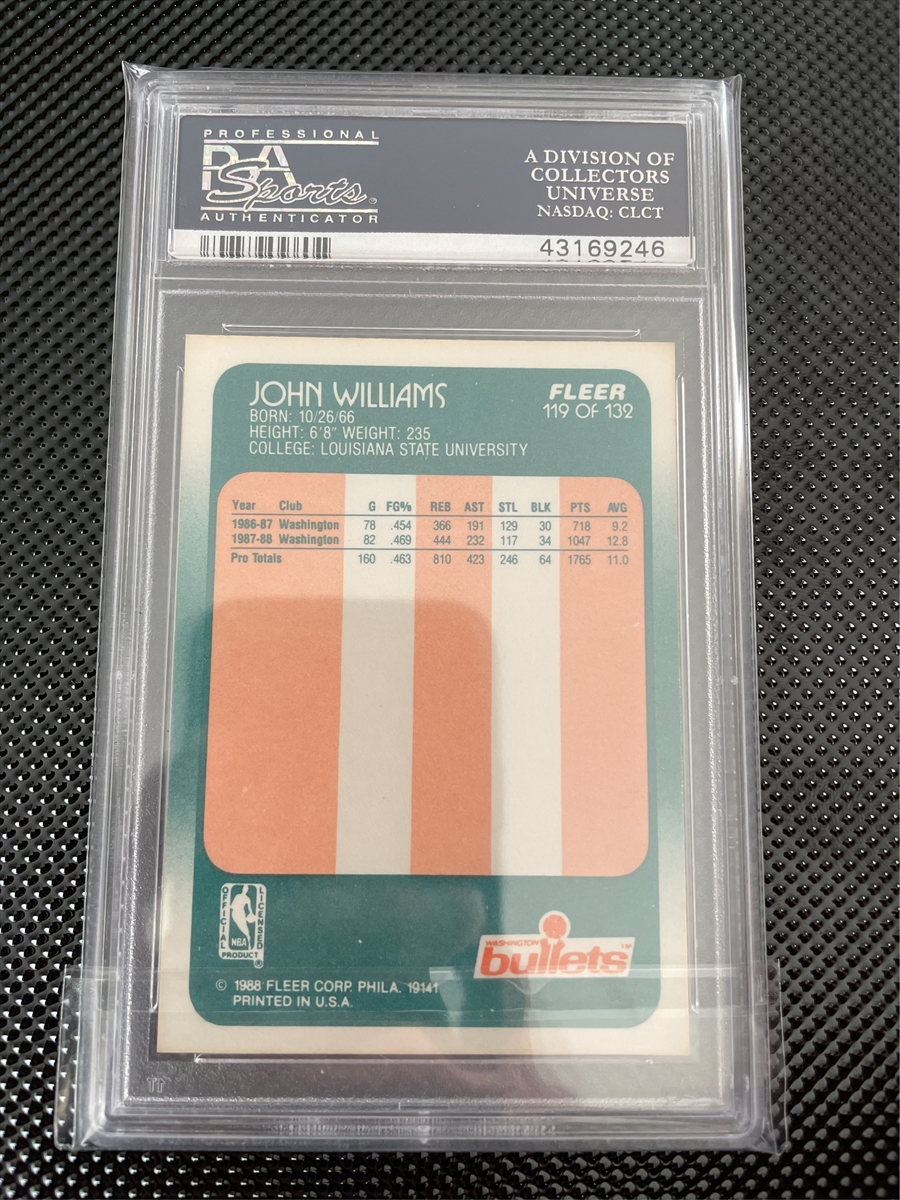 PROFESSIONAL
PSA
Sports
AUTHENTICATOR
A DIVISION OF
COLLECTORS
UNIVERSE
NASDAQ: CLCT
43169246
JOHN WILLIAMS
BORN: 10/26/66
HEIGHT: 6'8" WEIGHT: 235
COLLEGE: LOUISIANA STATE UNIVERSITY
FLEER
119 OF 132
Year Club G FG% REB AST STL BLK PTS AVG
1986-87 Washington 78 .454 366 191 129 30 718 9.2
1987-88 Washington 82 .469 444 232 117 34 1047 12.8
Pro Totals 160 .463 810 423 246 64 1765 11.0
OFFICIAL
LICENSED
NBA
PRODUCT
®
WASHINGTON
bullets TM
© 1988 FLEER CORP. PHILA. 19141
PRINTED IN U.S.A.